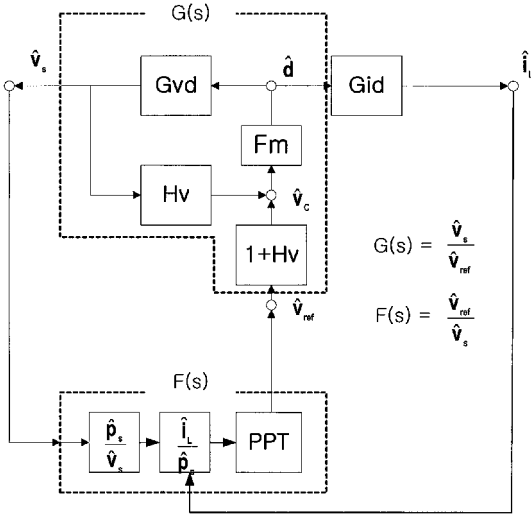 G(s)
v̂s
Gvd
d̂
Gid
îL
Fm
Hv
v̂c
1+Hv
G(s) = v̂s / v̂ref
v̂ref
F(s) = v̂ref / v̂s
F(s)
p̂s / v̂s
îL / p̂s
PPT